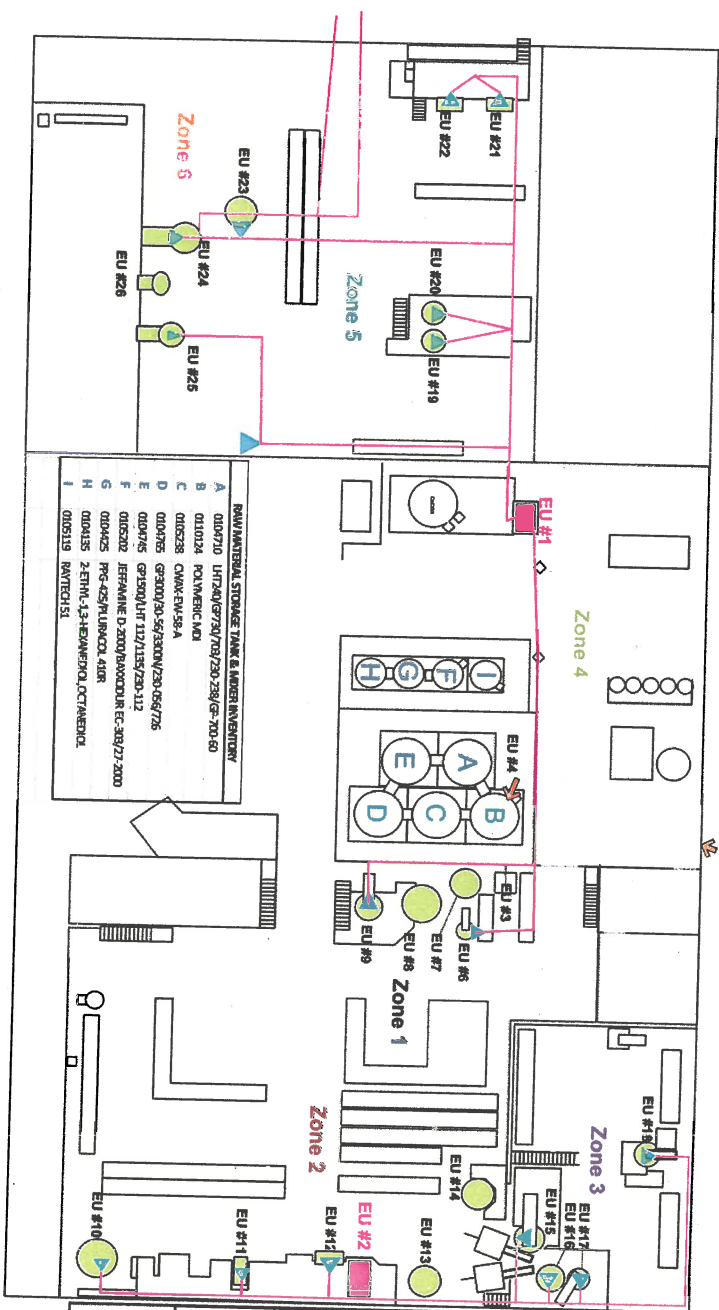 EU #18
Zone 3
EU #17
EU #16
EU #15
EU #1
Zone 4
EU #21
EU #22
EU #3
EU #4
EU #6
EU #14
I
F
G
H
B
A
C
E
D
EU #20
EU #19
EU #7
EU #8
EU #9
Zone 1
EU #13
EU #2
EU #12
Zone 5
Zone 2
EU #23
EU #11
EU #10
Zone 6
EU #24
EU #25
EU #26
RAW MATERIAL STORAGE TANK & MIXER INVENTORY
A 0104710 LHT240/GP730/703/230-238/GP-700-60
B 0110124 POLYMERIC MDI
C 0105238 CWAX-EW-58-A
D 0104765 GP3000/30-56/3300N/230-056/726
E 0104745 GP1500/LHT 112/1135/230-112
F 0105202 JEFFAMINE D-2000/BAXXODUR EC-303/27-2000
G 0104425 PPG-425/PLURACOL 410R
H 0104135 2-ETHYL-1,3-HEXANEDIOL,OCTANEDIOL
I 0105119 RAYTECH 51